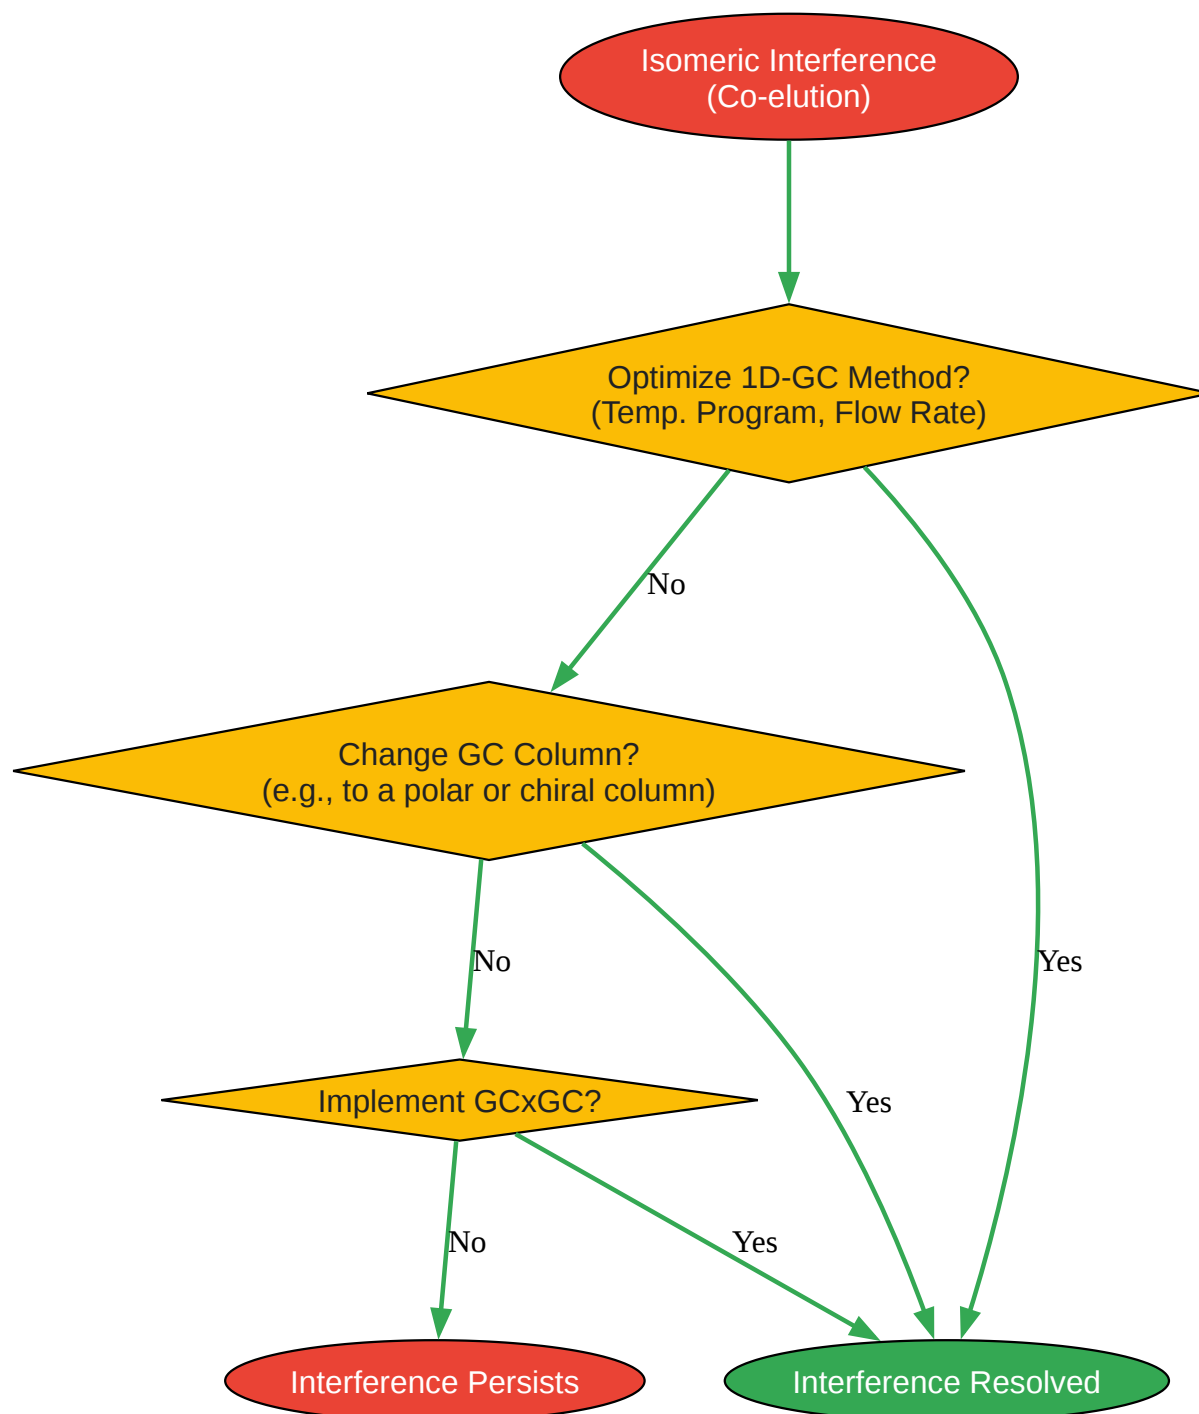 Isomeric Interference
(Co-elution)
Optimize 1D-GC Method?
(Temp. Program, Flow Rate)
No
Change GC Column?
(e.g., to a polar or chiral column)
No
Yes
Implement GCxGC?
Yes
No
Yes
Interference Persists
Interference Resolved